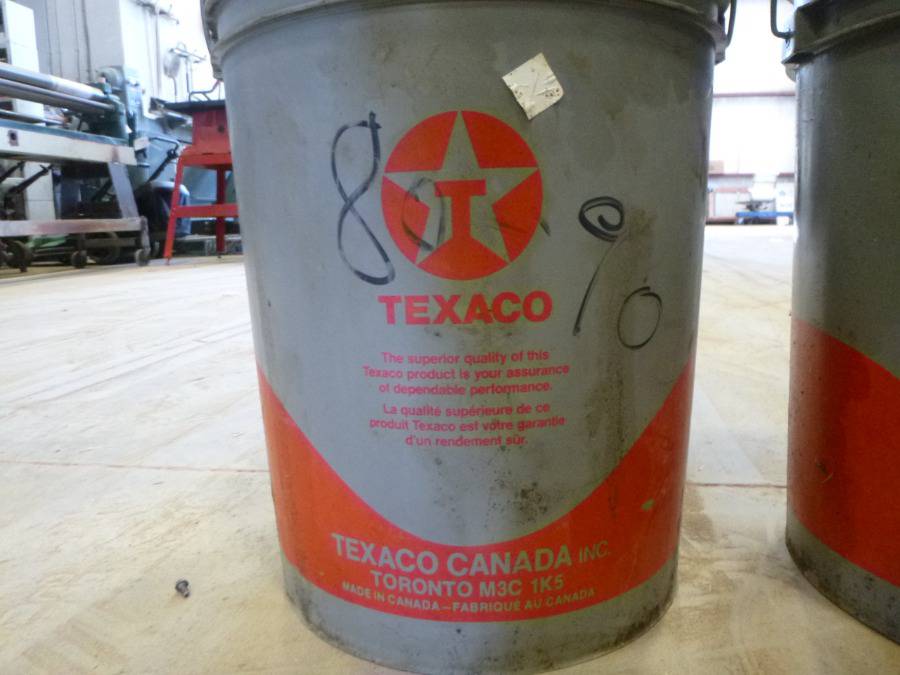 80 %
T
TEXACO
The superior quality of this
Texaco product is your assurance
of dependable performance.
La qualité supérieure de ce
produit Texaco est votre garantie
d'un rendement sûr.
TEXACO CANADA INC.
TORONTO M3C 1K5
MADE IN CANADA–FABRIQUÉ AU CANADA